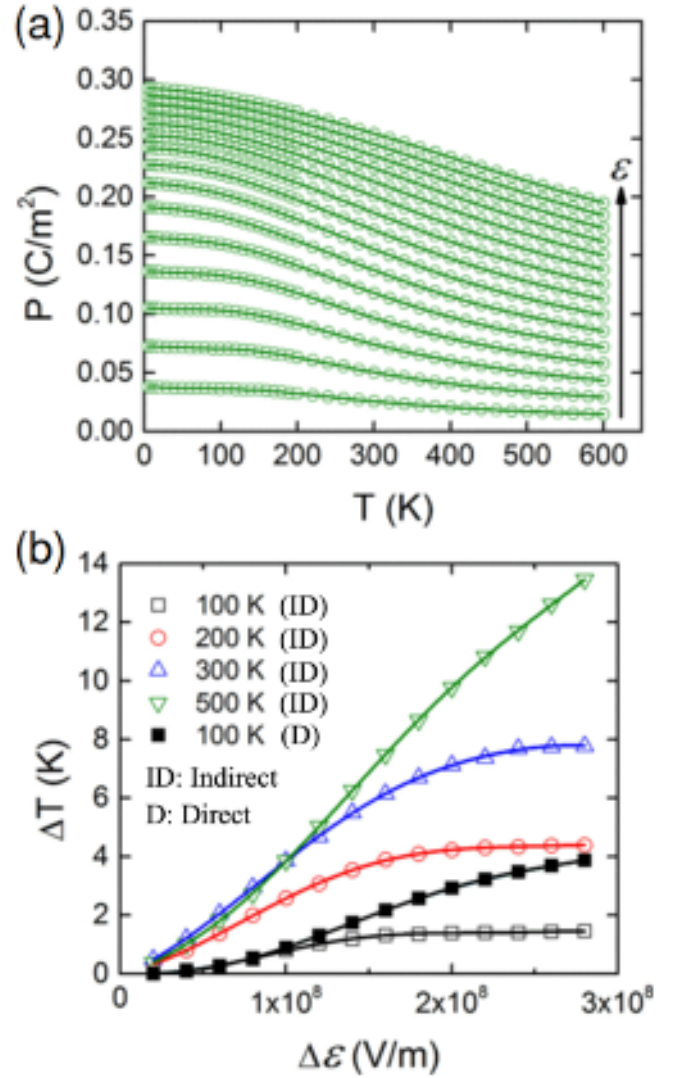 (a)
0.35
0.30
0.25
0.20
0.15
0.10
0.05
0.00
P (C/m²)
ε
0 100 200 300 400 500 600
T (K)
(b)
14
12
10
8
6
4
2
0
ΔT (K)
100 K (ID)
200 K (ID)
300 K (ID)
500 K (ID)
100 K (D)
ID: Indirect
D: Direct
0 1x10⁸ 2x10⁸ 3x10⁸
Δε (V/m)